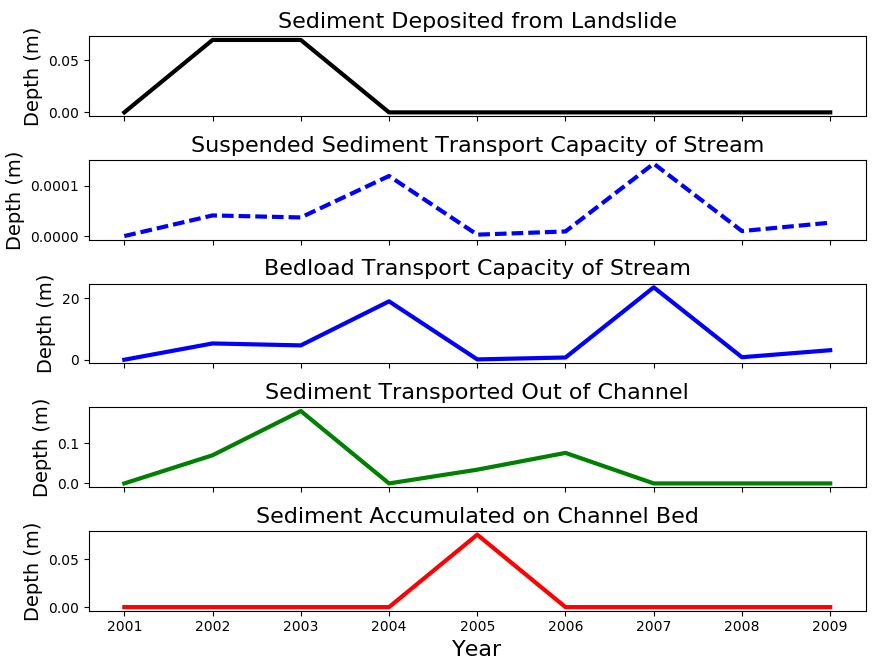 Sediment Deposited from Landslide
Depth (m)
0.05
0.00
Suspended Sediment Transport Capacity of Stream
Depth (m)
0.0001
0.0000
Bedload Transport Capacity of Stream
Depth (m)
20
0
Sediment Transported Out of Channel
Depth (m)
0.1
0.0
Sediment Accumulated on Channel Bed
Depth (m)
0.05
0.00
2001 2002 2003 2004 2005 2006 2007 2008 2009
Year